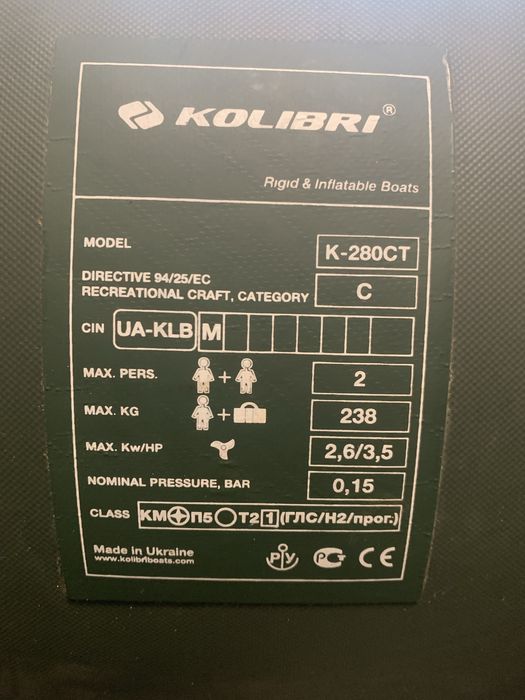 KOLIBRI®
Rigid & Inflatable Boats
MODEL K-280CT
DIRECTIVE 94/25/EC
RECREATIONAL CRAFT, CATEGORY C
CIN UA-KLB M
MAX. PERS. + 2
MAX. KG + 238
MAX. Kw/HP 2,6/3,5
NOMINAL PRESSURE, BAR 0,15
CLASS КМ П5 Т2 1 (ГЛС/Н2/прог.)
Made in Ukraine
www.kolibriboats.com
РУ РСТ CE